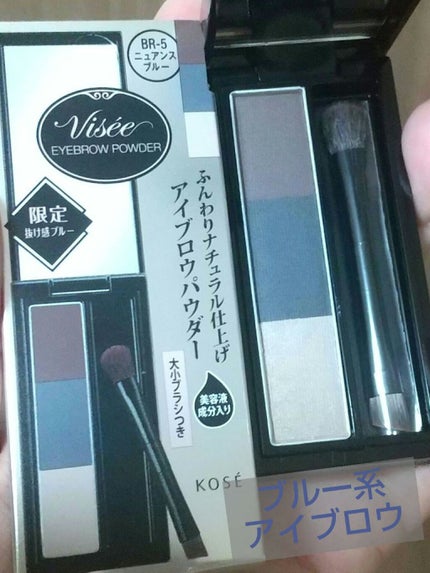 BR-5
ニュアンス
ブルー
Visée
EYEBROW POWDER
限定
抜け感ブルー
ふんわりナチュラル仕上げ
アイブロウパウダー
大小ブラシつき
美容液
成分入り
KOSÉ
ブルー系
アイブロウ